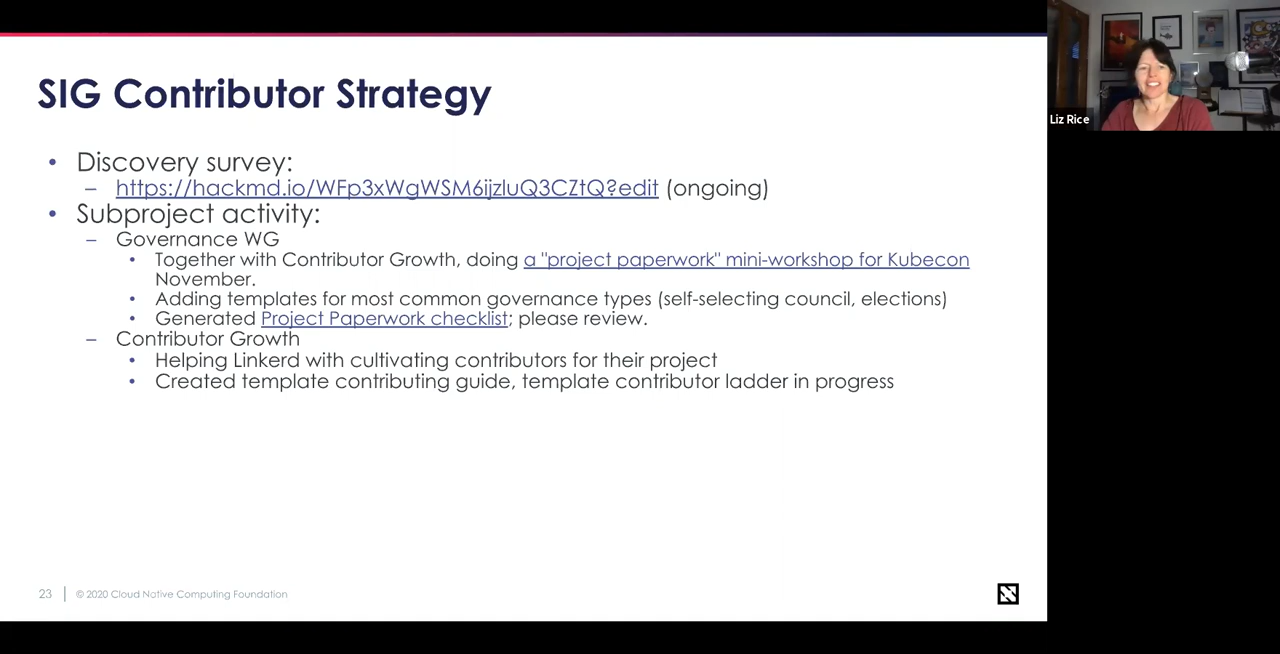 SIG Contributor Strategy
• Discovery survey:
– https://hackmd.io/WFp3xWgWSM6ijzluQ3CZtQ?edit (ongoing)
• Subproject activity:
– Governance WG
• Together with Contributor Growth, doing a "project paperwork" mini-workshop for Kubecon
November.
• Adding templates for most common governance types (self-selecting council, elections)
• Generated Project Paperwork checklist; please review.
– Contributor Growth
• Helping Linkerd with cultivating contributors for their project
• Created template contributing guide, template contributor ladder in progress
23 | © 2020 Cloud Native Computing Foundation
Liz Rice